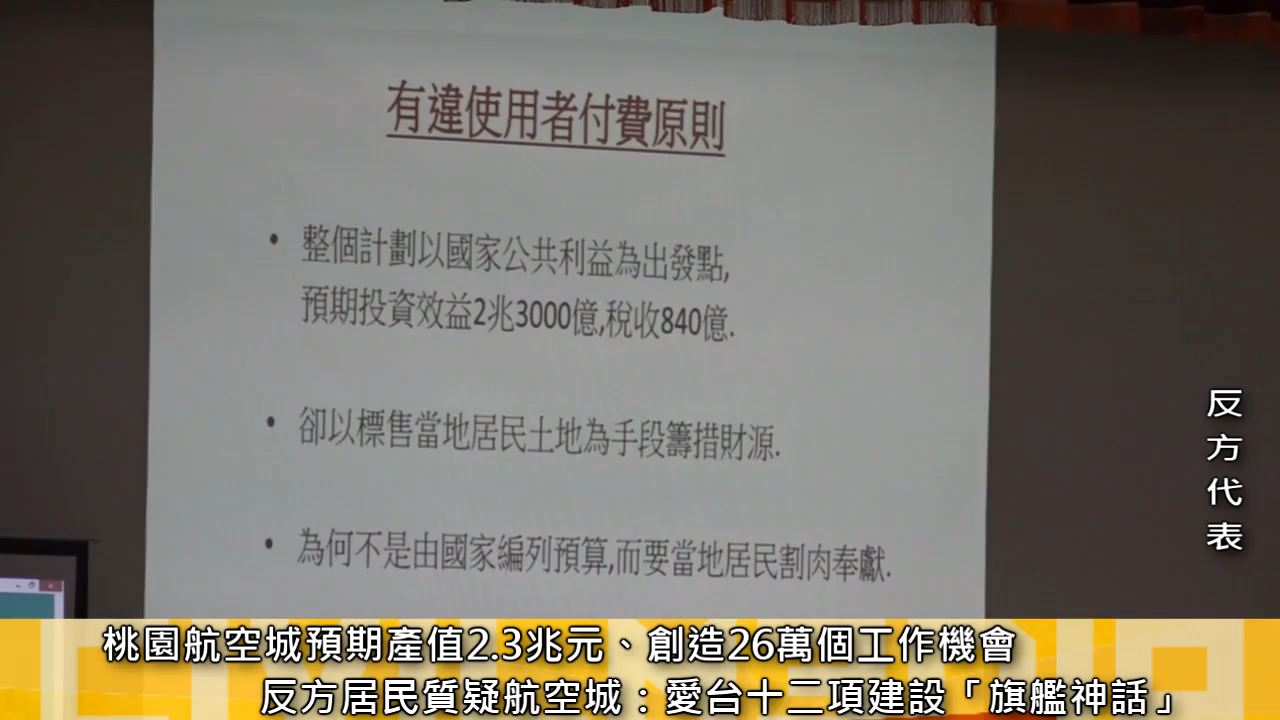 有違使用者付費原則
• 整個計劃以國家公共利益為出發點,
預期投資效益2兆3000億,稅收840億.
• 卻以標售當地居民土地為手段籌措財源.
• 為何不是由國家編列預算,而要當地居民割肉奉獻.
反方代表
桃園航空城預期產值2.3兆元、創造26萬個工作機會
反方居民質疑航空城：愛台十二項建設「旗艦神話」